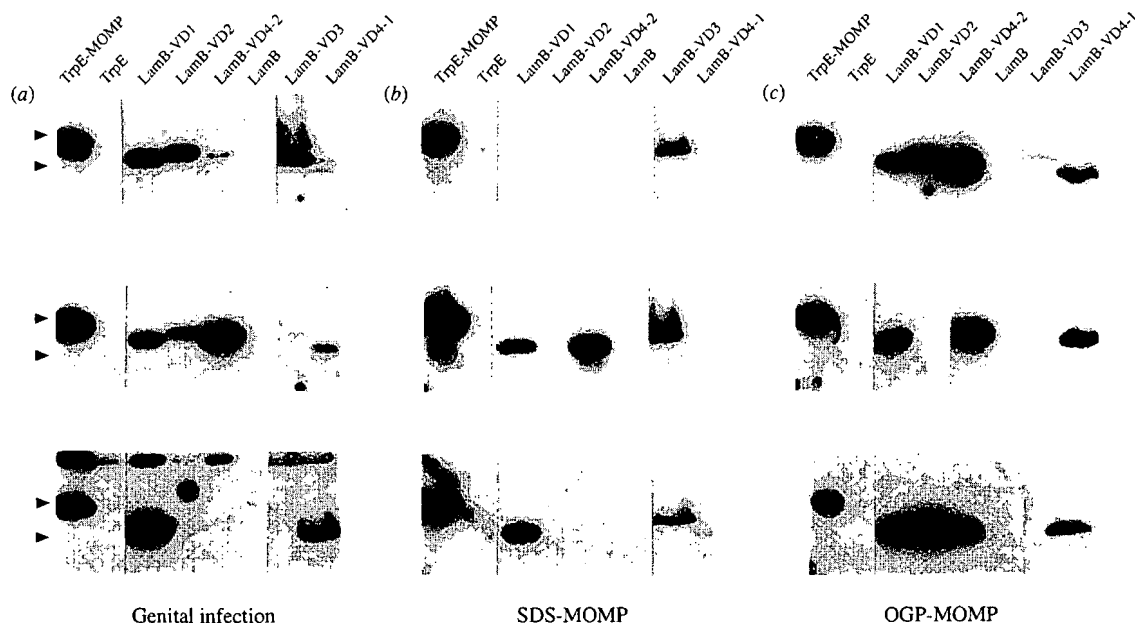 TrpE-MOMP
TrpE
LamB-VD1
LamB-VD2
LamB-VD4-2
LamB
LamB-VD3
LamB-VD4-1
TrpE-MOMP
TrpE
LamB-VD1
LamB-VD2
LamB-VD4-2
LamB
LamB-VD3
LamB-VD4-1
TrpE-MOMP
TrpE
LamB-VD1
LamB-VD2
LamB-VD4-2
LamB
LamB-VD3
LamB-VD4-1
(a)
(b)
(c)
Genital infection
SDS-MOMP
OGP-MOMP